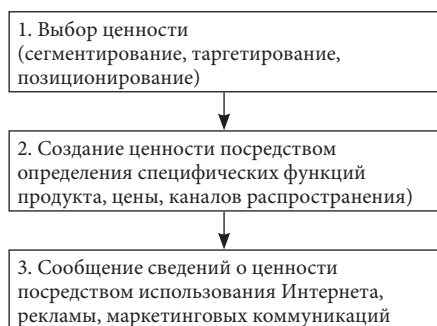 1. Выбор ценности
(сегментирование, таргетирование,
позиционирование)
2. Создание ценности посредством
определения специфических функций
продукта, цены, каналов распространения)
3. Сообщение сведений о ценности
посредством использования Интернета,
рекламы, маркетинговых коммуникаций